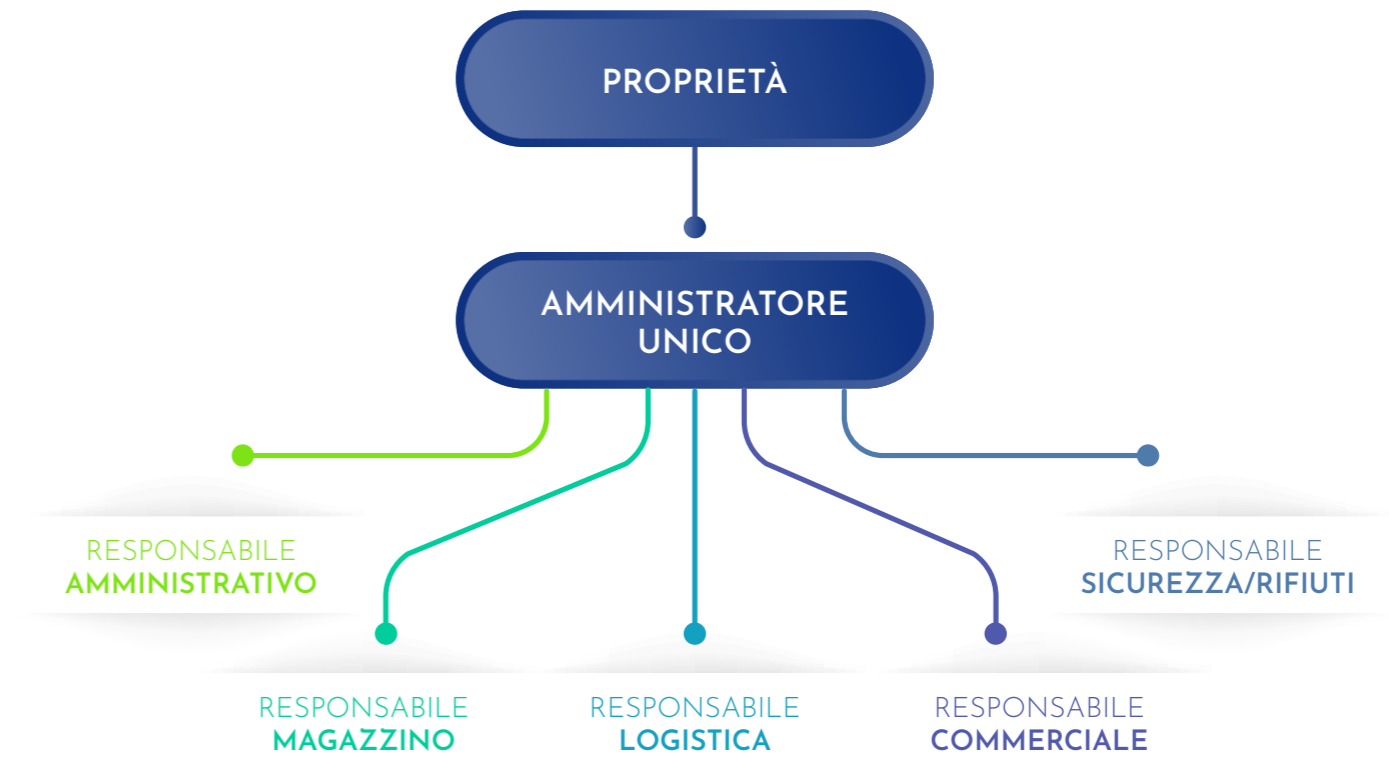 PROPRIETÀ
AMMINISTRATORE
UNICO
RESPONSABILE
AMMINISTRATIVO
RESPONSABILE
SICUREZZA/RIFIUTI
RESPONSABILE
MAGAZZINO
RESPONSABILE
LOGISTICA
RESPONSABILE
COMMERCIALE